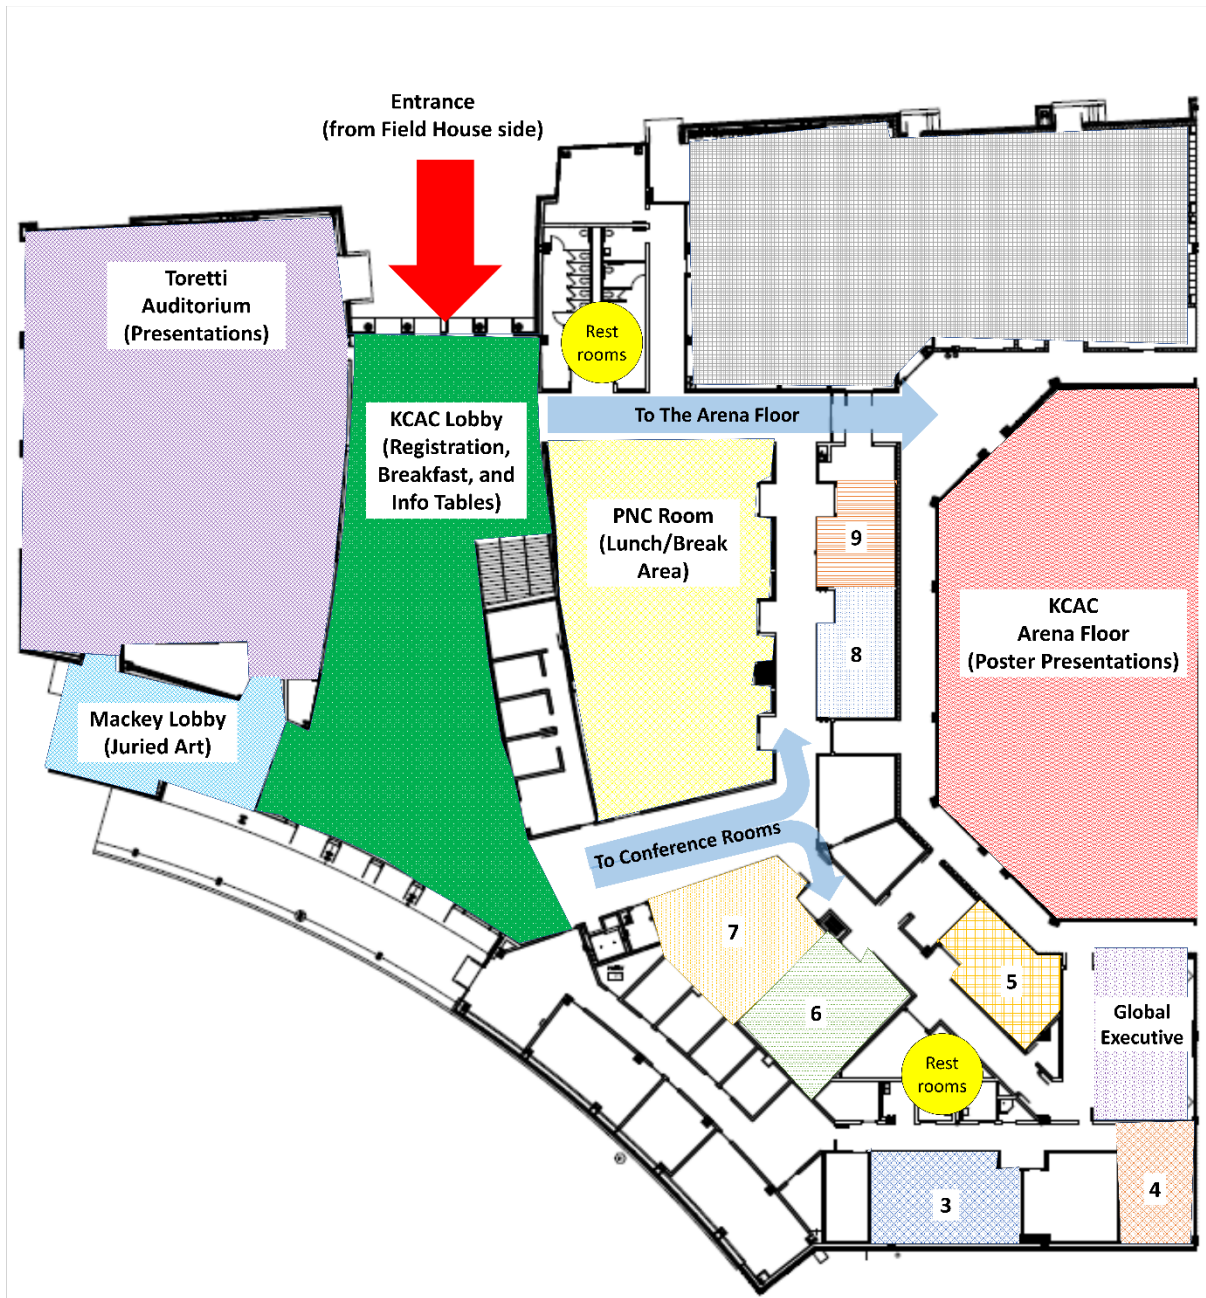 Entrance
(from Field House side)
Toretti
Auditorium
(Presentations)
Rest
rooms
To The Arena Floor
KCAC Lobby
(Registration,
Breakfast, and
Info Tables)
PNC Room
(Lunch/Break
Area)
9
8
KCAC
Arena Floor
(Poster Presentations)
Mackey Lobby
(Juried Art)
To Conference Rooms
7
6
5
Global
Executive
Rest
rooms
3
4